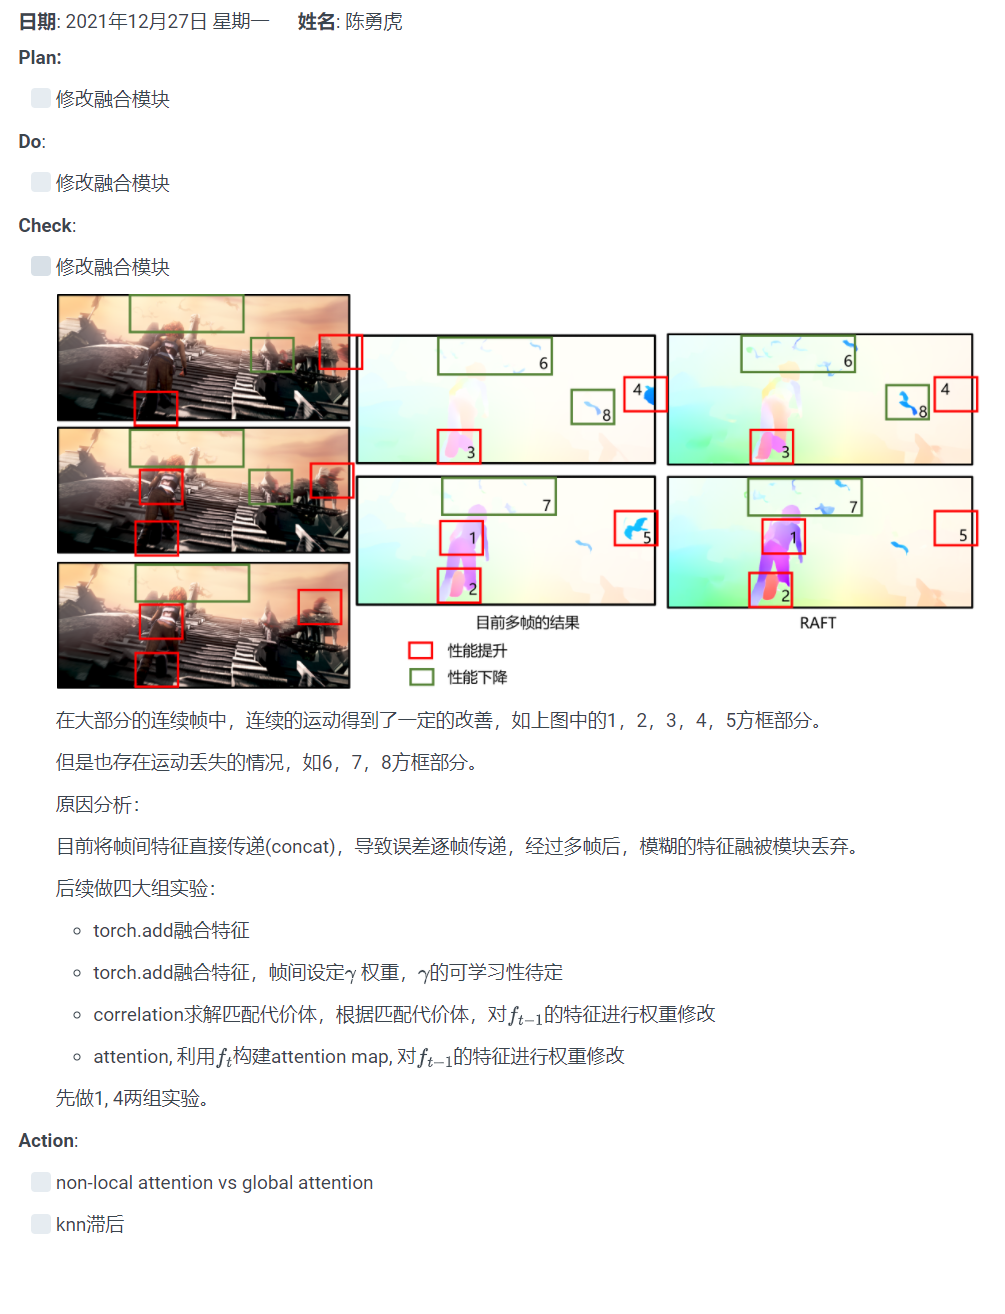 日期: 2021年12月27日 星期一 姓名: 陈勇虎
Plan:
修改融合模块
Do:
修改融合模块
Check:
修改融合模块
6
4
8
3
6
4
8
3
7
1
5
2
7
1
5
2
目前多帧的结果
RAFT
性能提升
性能下降
在大部分的连续帧中，连续的运动得到了一定的改善，如上图中的1，2，3，4，5方框部分。
但是也存在运动丢失的情况，如6，7，8方框部分。
原因分析：
目前将帧间特征直接传递(concat)，导致误差逐帧传递，经过多帧后，模糊的特征融被模块丢弃。
后续做四大组实验：
torch.add融合特征
torch.add融合特征，帧间设定γ 权重，γ的可学习性待定
correlation求解匹配代价体，根据匹配代价体，对f_{t−1}的特征进行权重修改
attention, 利用f_t构建attention map, 对f_{t−1}的特征进行权重修改
先做1, 4两组实验。
Action:
non-local attention vs global attention
knn滞后